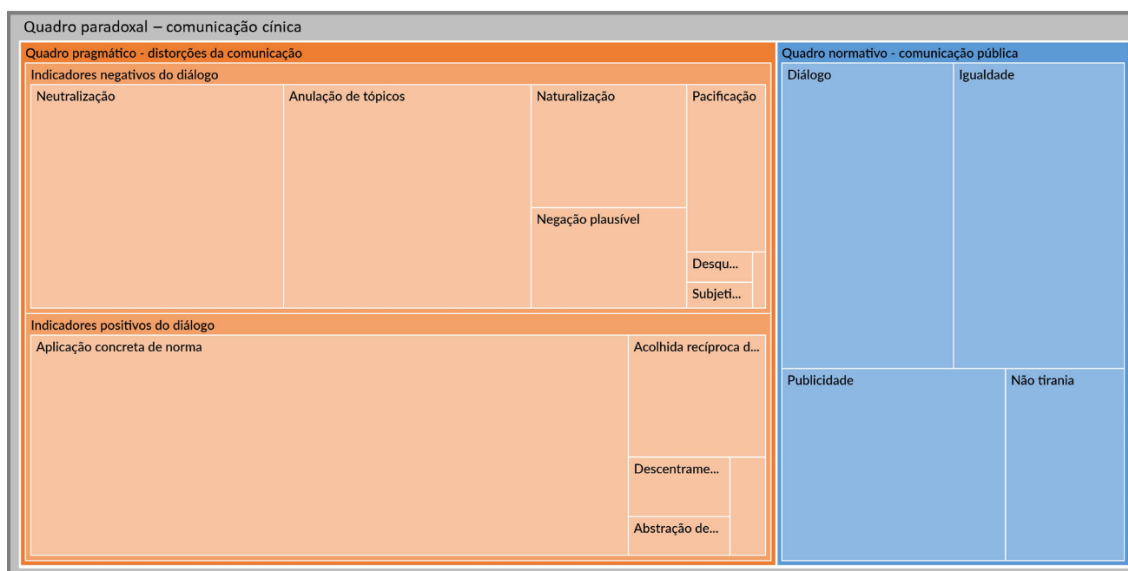 Quadro paradoxal – comunicação cínica
Quadro pragmático - distorções da comunicação
Indicadores negativos do diálogo
Neutralização
Anulação de tópicos
Naturalização
Pacificação
Negação plausível
Desqu...
Subjeti...
Indicadores positivos do diálogo
Aplicação concreta de norma
Acolhida recíproca d...
Descentrame...
Abstração de...
Quadro normativo - comunicação pública
Diálogo
Igualdade
Publicidade
Não tirania